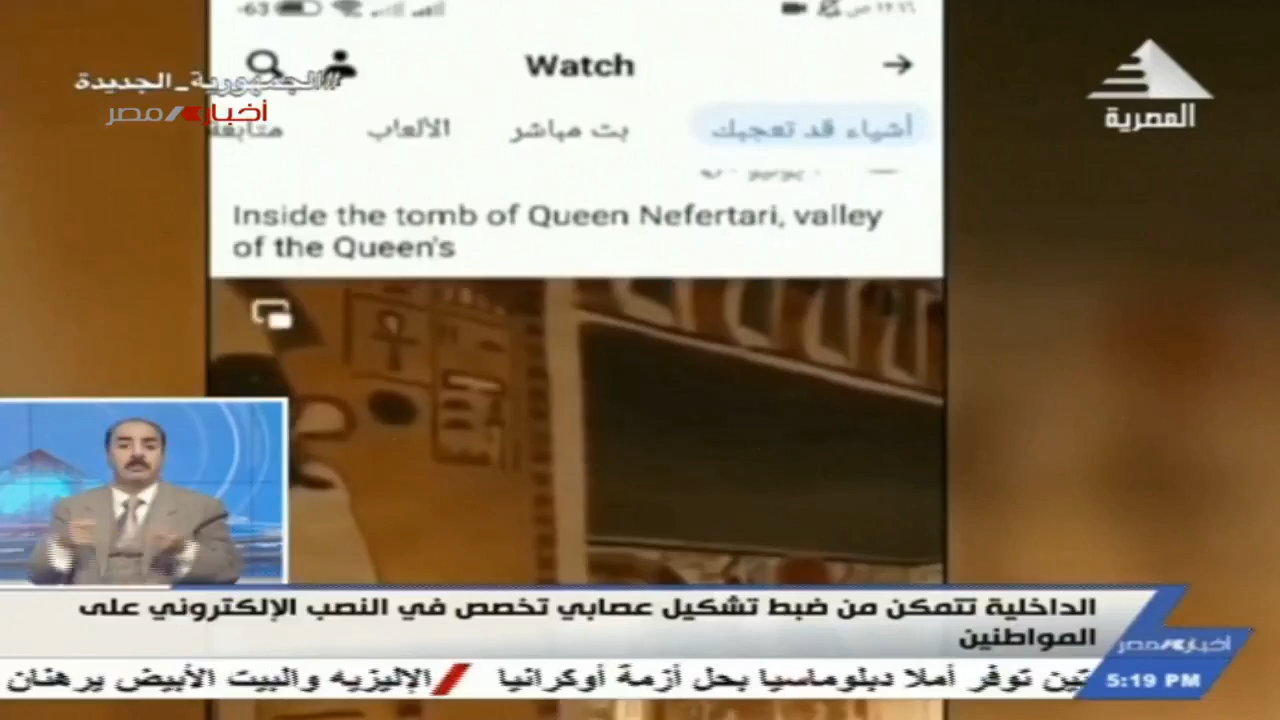 63
Watch
#الجمهورية_الجديدة
أخبار مصر
المصرية
أشياء قد تعجبك
بث مباشر
الألعاب
متابعة
Inside the tomb of Queen Nefertari, valley
of the Queen's
الداخلية تتمكن من ضبط تشكيل عصابي تخصص في النصب الإلكتروني على
المواطنين
أخبار مصر
تين توفر أملا دبلوماسيا بحل أزمة أوكرانيا
الإليزيه والبيت الأبيض يرهنان
5:19 PM